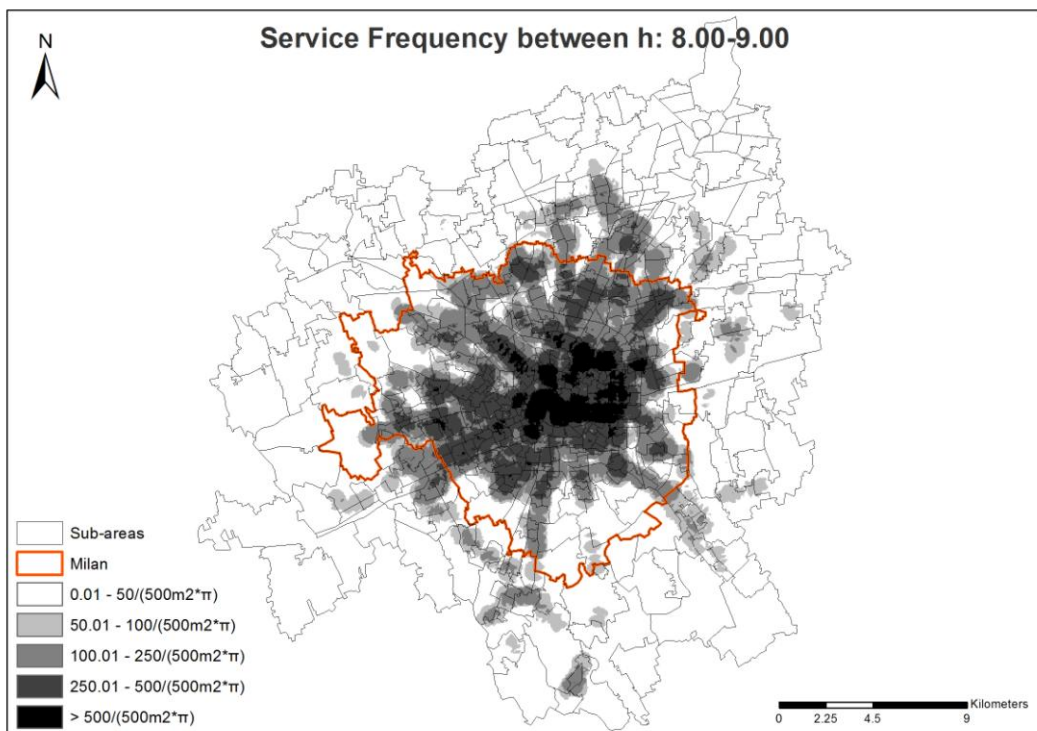 Service Frequency between h: 8.00-9.00
N
Sub-areas
Milan
0.01 - 50/(500m2*π)
50.01 - 100/(500m2*π)
100.01 - 250/(500m2*π)
250.01 - 500/(500m2*π)
> 500/(500m2*π)
Kilometers
0 2.25 4.5 9